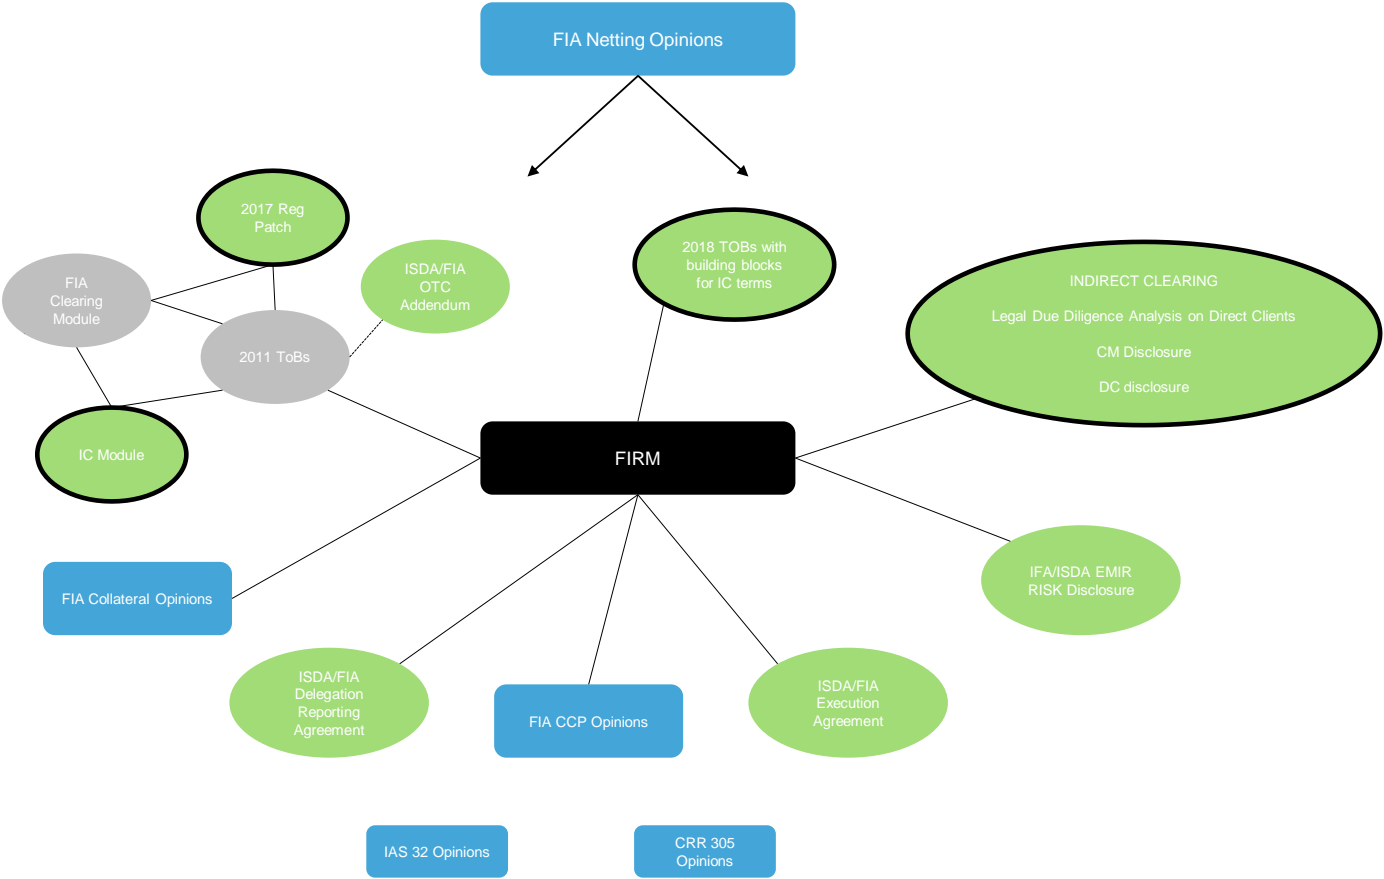 FIA Netting Opinions
2017 Reg
Patch
FIA
Clearing
Module
ISDA/FIA
OTC
Addendum
2018 TOBs with
building blocks
for IC terms
INDIRECT CLEARING
Legal Due Diligence Analysis on Direct Clients
CM Disclosure
DC disclosure
2011 ToBs
IC Module
FIRM
FIA Collateral Opinions
IFA/ISDA EMIR
RISK Disclosure
ISDA/FIA
Delegation
Reporting
Agreement
FIA CCP Opinions
ISDA/FIA
Execution
Agreement
IAS 32 Opinions
CRR 305
Opinions